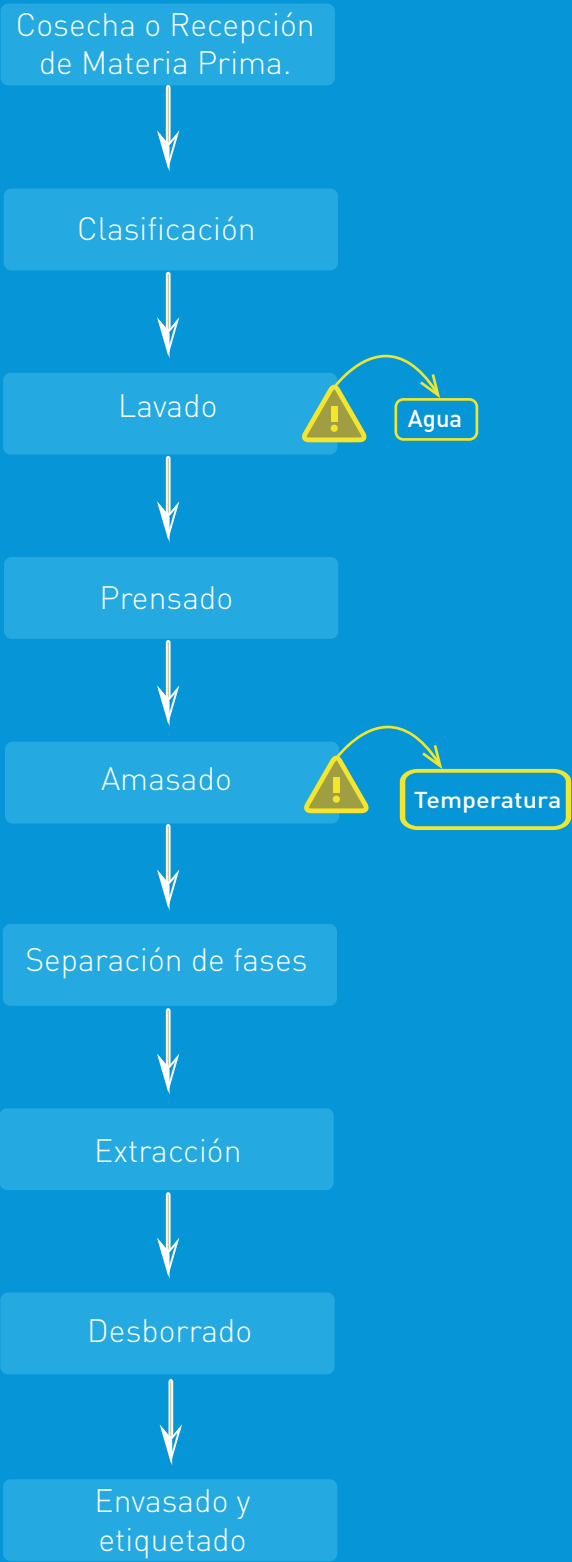 Cosecha o Recepción
de Materia Prima.
Clasificación
Lavado
Agua
Prensado
Amasado
Temperatura
Separación de fases
Extracción
Desborrado
Envasado y
etiquetado